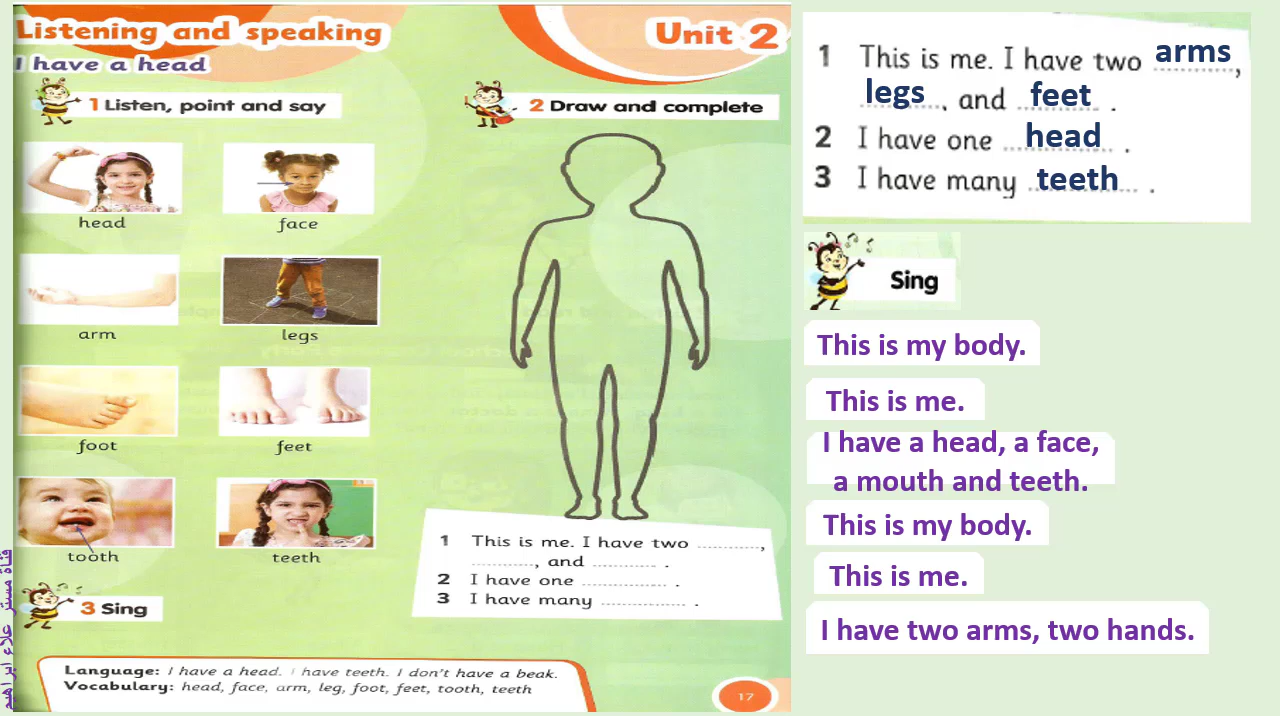 Listening and speaking
Unit 2
I have a head
1 Listen, point and say
head
face
arm
legs
foot
feet
tooth
teeth
3 Sing
2 Draw and complete
1 This is me. I have two ............,
............, and ............ .
2 I have one ............ .
3 I have many ............ .
Language: I have a head. I have teeth. I don't have a beak.
Vocabulary: head, face, arm, leg, foot, feet, tooth, teeth
17
قناة مستر علاء ابراهيم
1 This is me. I have two arms,
legs, and feet .
2 I have one head .
3 I have many teeth .
Sing
This is my body.
This is me.
I have a head, a face,
a mouth and teeth.
This is my body.
This is me.
I have two arms, two hands.